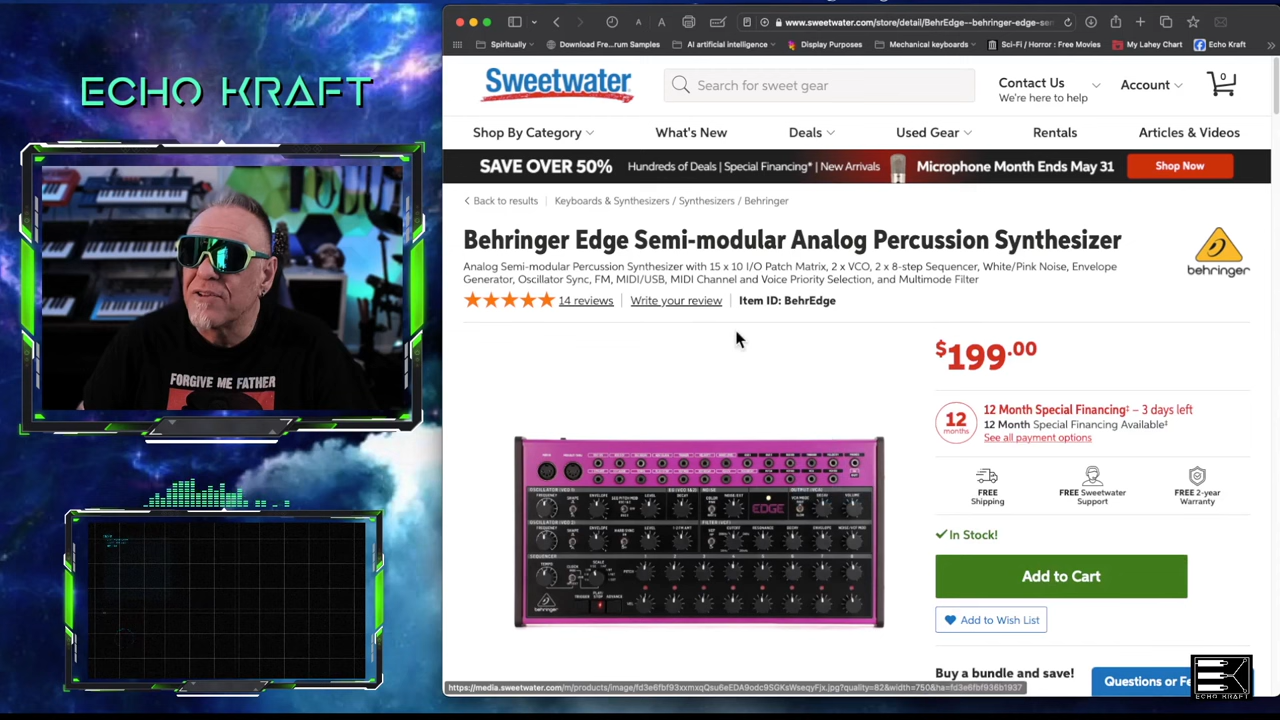 www.sweetwater.com/store/detail/BehrEdge--behringer-edge-se
Spiritually
Download Fre...rum Samples
AI artificial intelligence
Display Purposes
Mechanical keyboards
Sci-Fi / Horror : Free Movies
My Lahey Chart
Echo Kraft
ECHO KRAFT
Sweetwater
Search for sweet gear
Contact Us
We're here to help
Account
0
Shop By Category
What's New
Deals
Used Gear
Rentals
Articles & Videos
SAVE OVER 50%
Hundreds of Deals | Special Financing* | New Arrivals
Microphone Month Ends May 31
Shop Now
Back to results
Keyboards & Synthesizers / Synthesizers / Behringer
Behringer Edge Semi-modular Analog Percussion Synthesizer
behringer
Analog Semi-modular Percussion Synthesizer with 15 x 10 I/O Patch Matrix, 2 x VCO, 2 x 8-step Sequencer, White/Pink Noise, Envelope
Generator, Oscillator Sync, FM, MIDI/USB, MIDI Channel and Voice Priority Selection, and Multimode Filter
14 reviews
Write your review
Item ID: BehrEdge
$199.00
FORGIVE ME FATHER
12 months
12 Month Special Financing‡ – 3 days left
12 Month Special Financing Available‡
See all payment options
FREE
Shipping
FREE Sweetwater
Support
FREE 2-year
Warranty
EDGE
behringer
In Stock!
Add to Cart
Add to Wish List
Buy a bundle and save!
Questions or Fe
ECHO KRAFT